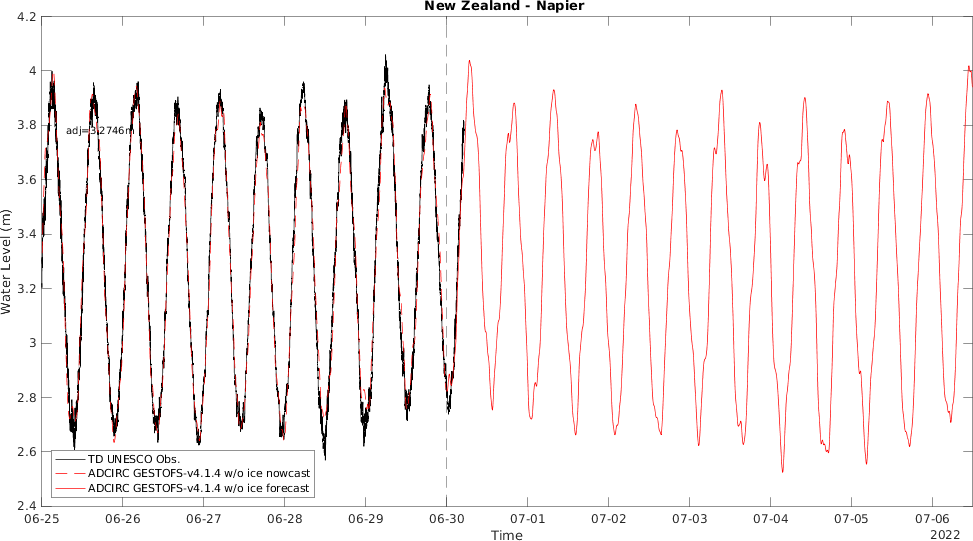 New Zealand - Napier
Water Level (m)
4.2
4
3.8
3.6
3.4
3.2
3
2.8
2.6
2.4
adj=3.2746m
TD UNESCO Obs.
ADCIRC GESTOFS-v4.1.4 w/o ice nowcast
ADCIRC GESTOFS-v4.1.4 w/o ice forecast
06-25 06-26 06-27 06-28 06-29 06-30 07-01 07-02 07-03 07-04 07-05 07-06
Time
2022